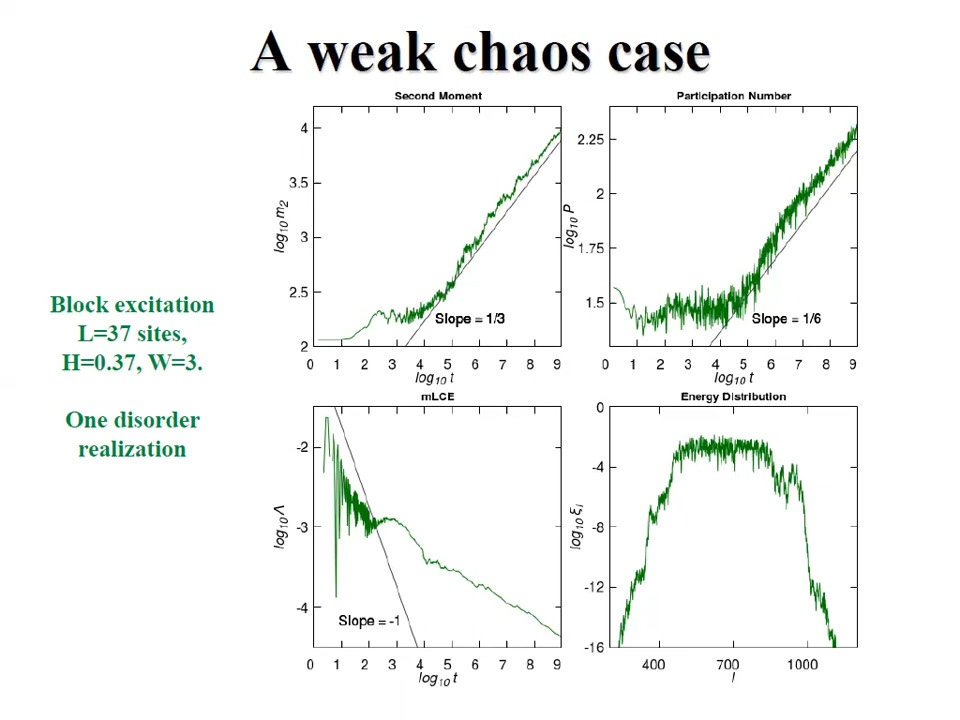 A weak chaos case
Block excitation
L=37 sites,
H=0.37, W=3.
One disorder
realization
Second Moment
4
3.5
3
2.5
2
log10 m2
Slope = 1/3
0 1 2 3 4 5 6 7 8 9
log10 t
Participation Number
2.25
2
1.75
1.5
log10 P
Slope = 1/6
0 1 2 3 4 5 6 7 8 9
log10 t
mLCE
-2
-3
-4
log10 Λ
Slope = -1
0 1 2 3 4 5 6 7 8 9
log10 t
Energy Distribution
0
-4
-8
-12
-16
log10 ξl
400 700 1000
l